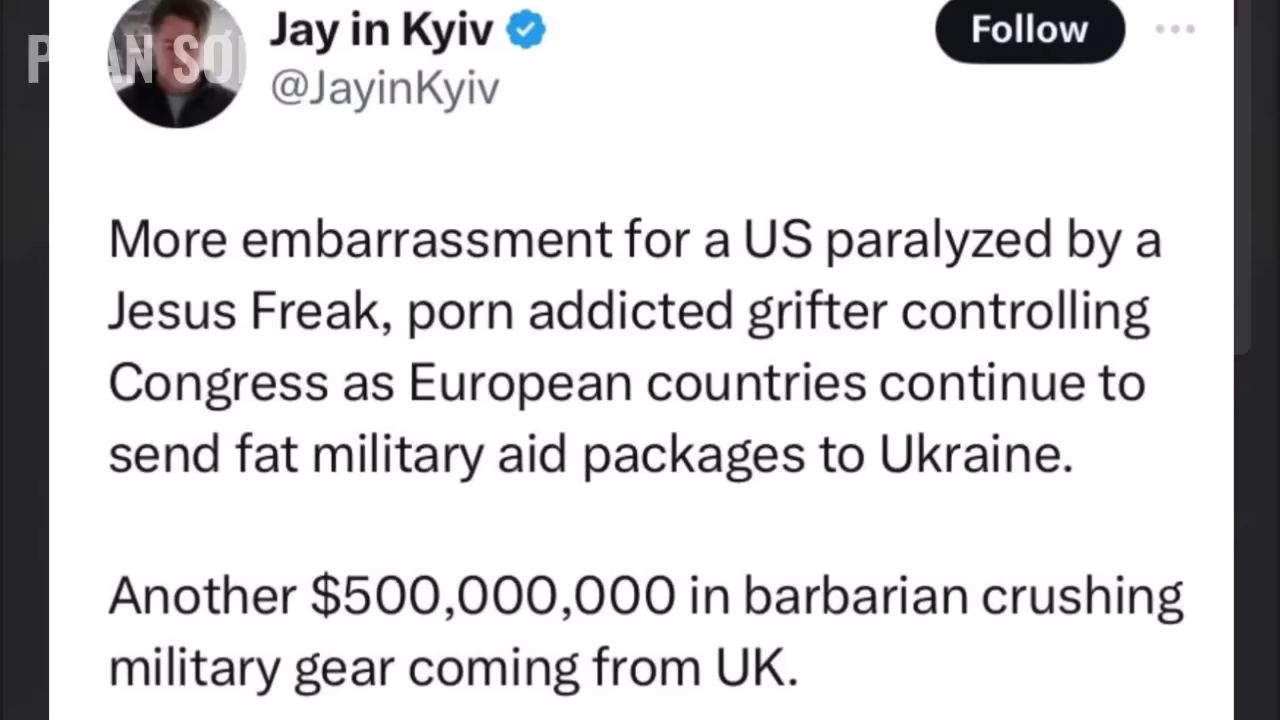 Jay in Kyiv
Follow
@JayinKyiv
More embarrassment for a US paralyzed by a
Jesus Freak, porn addicted grifter controlling
Congress as European countries continue to
send fat military aid packages to Ukraine.
Another $500,000,000 in barbarian crushing
military gear coming from UK.